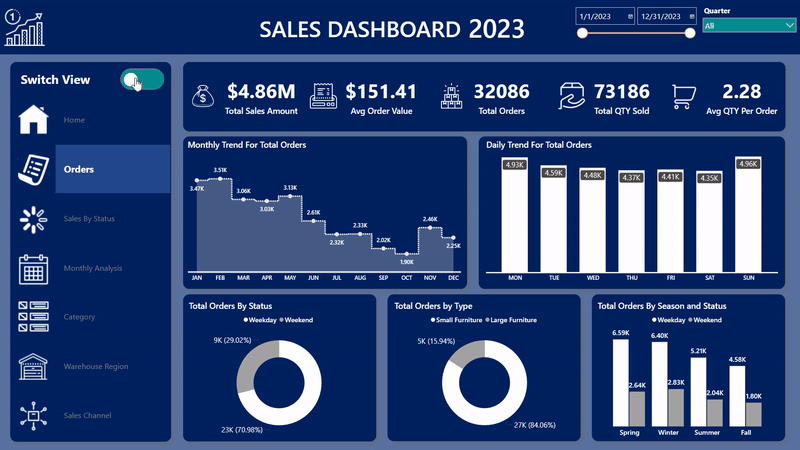 1
SALES DASHBOARD 2023
1/1/2023
12/31/2023
Quarter
All
Switch View
Home
Orders
Sales By Status
Monthly Analysis
Category
Warehouse Region
Sales Channel
$4.86M
Total Sales Amount
$151.41
Avg Order Value
32086
Total Orders
73186
Total QTY Sold
2.28
Avg QTY Per Order
Monthly Trend For Total Orders
3.47K 3.51K 3.06K 3.03K 3.13K 2.61K 2.32K 2.33K 2.02K 1.90K 2.46K 2.25K
JAN FEB MAR APR MAY JUN JUL AUG SEP OCT NOV DEC
Daily Trend For Total Orders
4.93K 4.59K 4.48K 4.37K 4.41K 4.35K 4.96K
MON TUE WED THU FRI SAT SUN
Total Orders By Status
Weekday Weekend
9K (29.02%)
23K (70.98%)
Total Orders by Type
Small Furniture Large Furniture
5K (15.94%)
27K (84.06%)
Total Orders By Season and Status
Weekday Weekend
6.59K 2.64K 6.40K 2.83K 5.21K 2.04K 4.58K 1.80K
Spring Winter Summer Fall